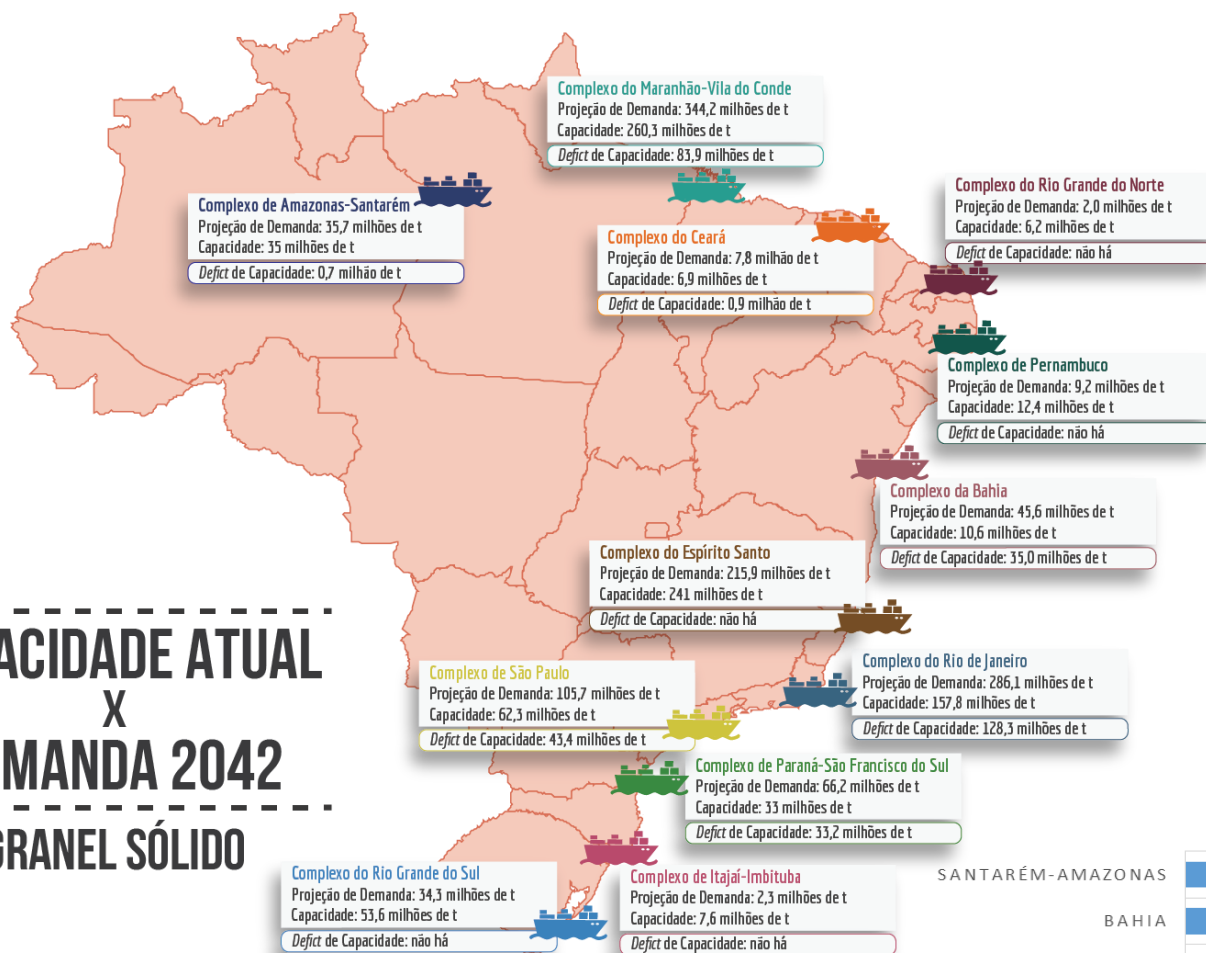 Complexo do Maranhão-Vila do Conde
Projeção de Demanda: 344,2 milhões de t
Capacidade: 260,3 milhões de t
Defict de Capacidade: 83,9 milhões de t
Complexo de Amazonas-Santarém
Projeção de Demanda: 35,7 milhões de t
Capacidade: 35 milhões de t
Defict de Capacidade: 0,7 milhão de t
Complexo do Ceará
Projeção de Demanda: 7,8 milhão de t
Capacidade: 6,9 milhões de t
Defict de Capacidade: 0,9 milhão de t
Complexo do Rio Grande do Norte
Projeção de Demanda: 2,0 milhões de t
Capacidade: 6,2 milhões de t
Defict de Capacidade: não há
Complexo de Pernambuco
Projeção de Demanda: 9,2 milhões de t
Capacidade: 12,4 milhões de t
Defict de Capacidade: não há
Complexo da Bahia
Projeção de Demanda: 45,6 milhões de t
Capacidade: 10,6 milhões de t
Defict de Capacidade: 35,0 milhões de t
Complexo do Espírito Santo
Projeção de Demanda: 215,9 milhões de t
Capacidade: 241 milhões de t
Defict de Capacidade: não há
ACIDADE ATUAL
X
MANDA 2042
GRANEL SÓLIDO
Complexo de São Paulo
Projeção de Demanda: 105,7 milhões de t
Capacidade: 62,3 milhões de t
Defict de Capacidade: 43,4 milhões de t
Complexo do Rio de Janeiro
Projeção de Demanda: 286,1 milhões de t
Capacidade: 157,8 milhões de t
Defict de Capacidade: 128,3 milhões de t
Complexo de Paraná-São Francisco do Sul
Projeção de Demanda: 66,2 milhões de t
Capacidade: 33 milhões de t
Defict de Capacidade: 33,2 milhões de t
Complexo do Rio Grande do Sul
Projeção de Demanda: 34,3 milhões de t
Capacidade: 53,6 milhões de t
Defict de Capacidade: não há
Complexo de Itajaí-Imbituba
Projeção de Demanda: 2,3 milhões de t
Capacidade: 7,6 milhões de t
Defict de Capacidade: não há
SANTARÉM-AMAZONAS
BAHIA